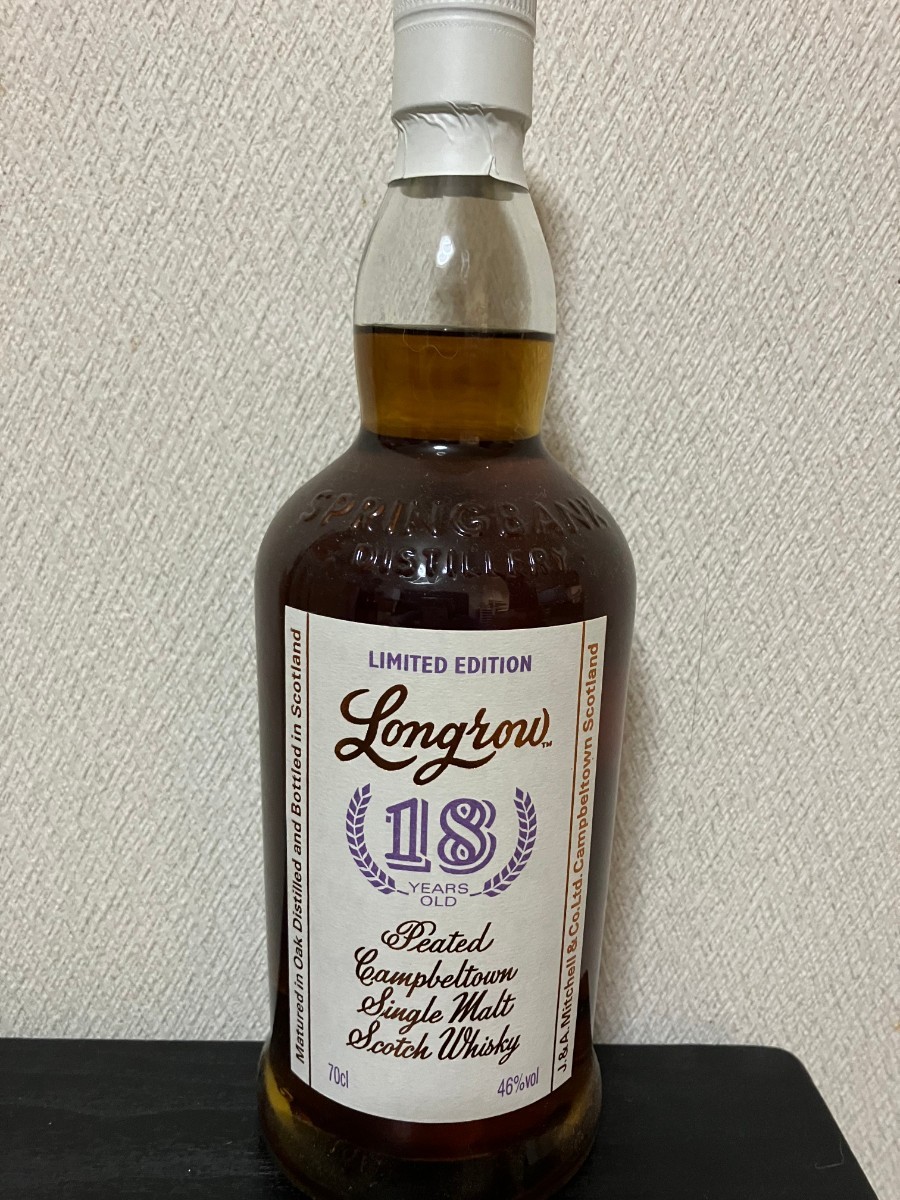 SPRINGBANK
DISTILLERY
LIMITED EDITION
Longrow™
18
YEARS
OLD
Peated
Campbeltown
Single Malt
Scotch Whisky
70cl
46%vol
Matured in Oak Distilled and Bottled in Scotland
J.& A.Mitchell & Co.Ltd.Campbeltown Scotland